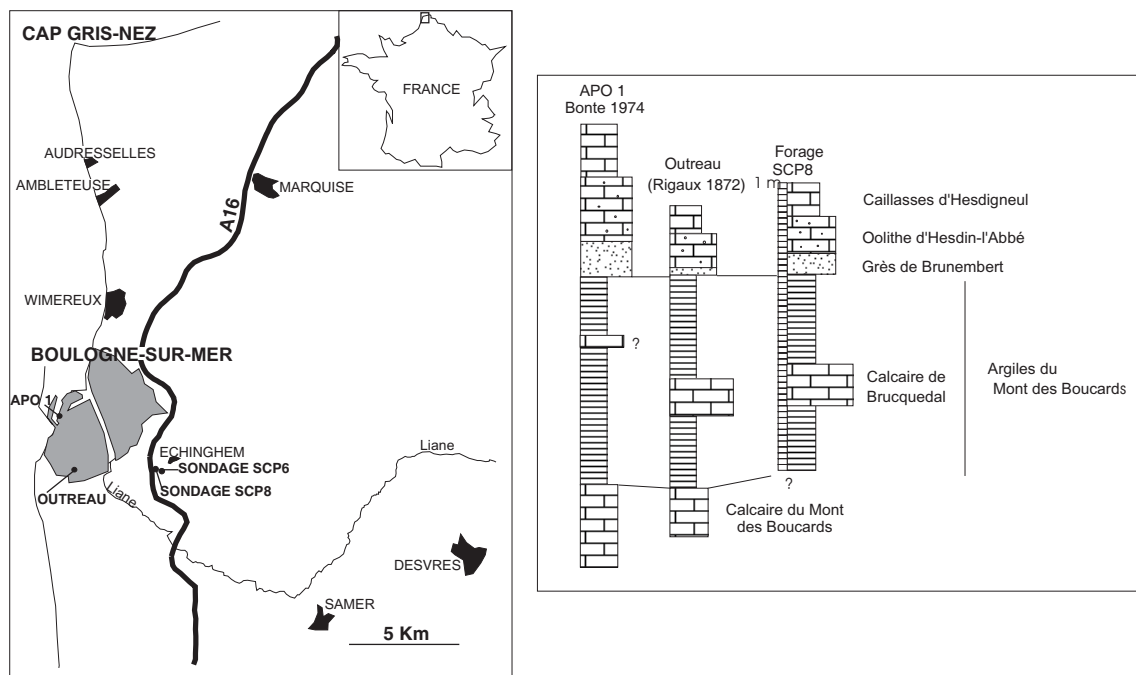 CAP GRIS-NEZ
FRANCE
AUDRESSELLES
AMBLETEUSE
MARQUISE
A16
WIMEREUX
BOULOGNE-SUR-MER
APO 1
ECHINGHEM
SONDAGE SCP6
SONDAGE SCP8
OUTREAU
Liane
Liane
DESVRES
SAMER
5 Km
APO 1
Bonte 1974
Outreau
(Rigaux 1872)
Forage
SCP8
1 m
Caillasses d'Hesdigneul
Oolithe d'Hesdin-l'Abbé
Grès de Brunembert
?
Calcaire de
Brucquedal
Argiles du
Mont des Boucards
?
Calcaire du Mont
des Boucards